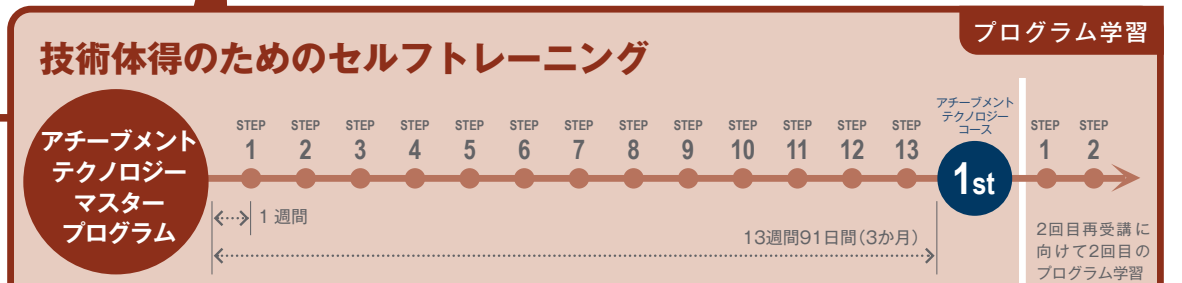 プログラム学習
技術体得のためのセルフトレーニング
アチーブメント
テクノロジー
マスター
プログラム
STEP STEP STEP STEP STEP STEP STEP STEP STEP STEP STEP STEP STEP
1 2 3 4 5 6 7 8 9 10 11 12 13
アチーブメント
テクノロジー
コース
1st
STEP STEP
1 2
1週間
13週間91日間(3か月)
2回目再受講に
向けて2回目の
プログラム学習